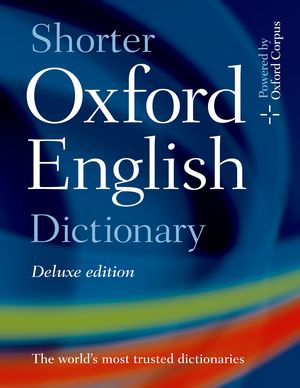 Shorter
Oxford
English
Dictionary
Deluxe edition
The world's most trusted dictionaries
Powered by
Oxford Corpus